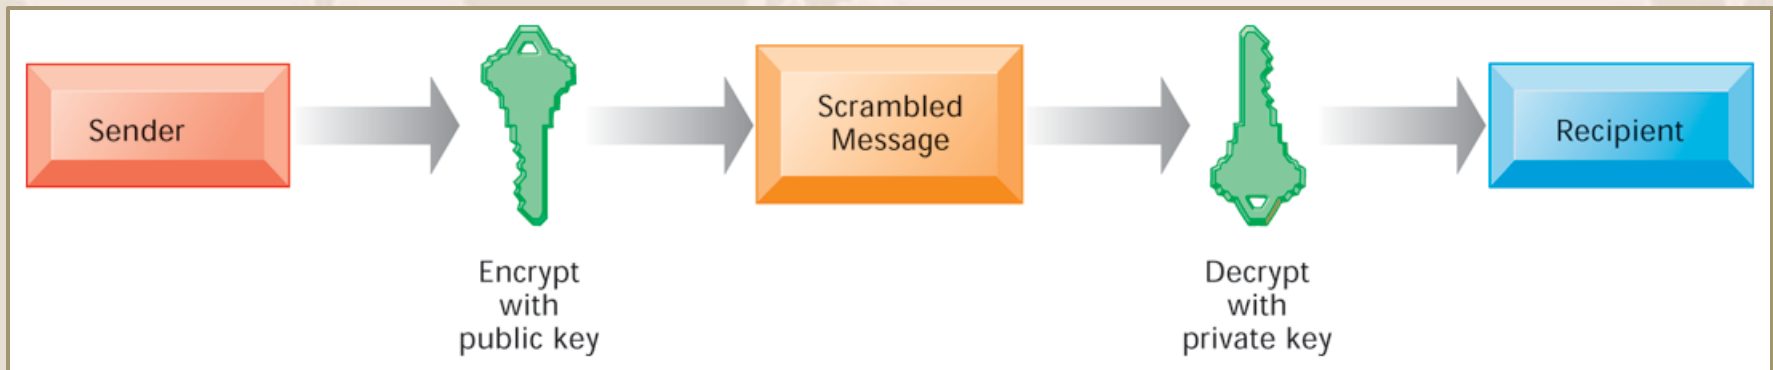 Sender
Encrypt
with
public key
Scrambled
Message
Decrypt
with
private key
Recipient